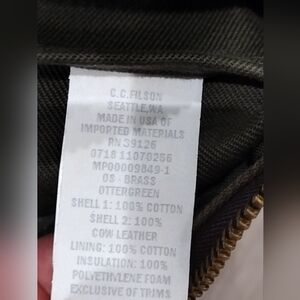 C.C.FILSON
SEATTLE,WA
MADE IN USA OF
IMPORTED MATERIALS
RN 39126
0718 11070256
MP00009849-1
OS - BRASS
OTTERGREEN
SHELL 1: 100% COTTON
SHELL 2: 100%
COW LEATHER
LINING: 100% COTTON
INSULATION: 100%
POLYETHYLENE FOAM
EXCLUSIVE OF TRIMS